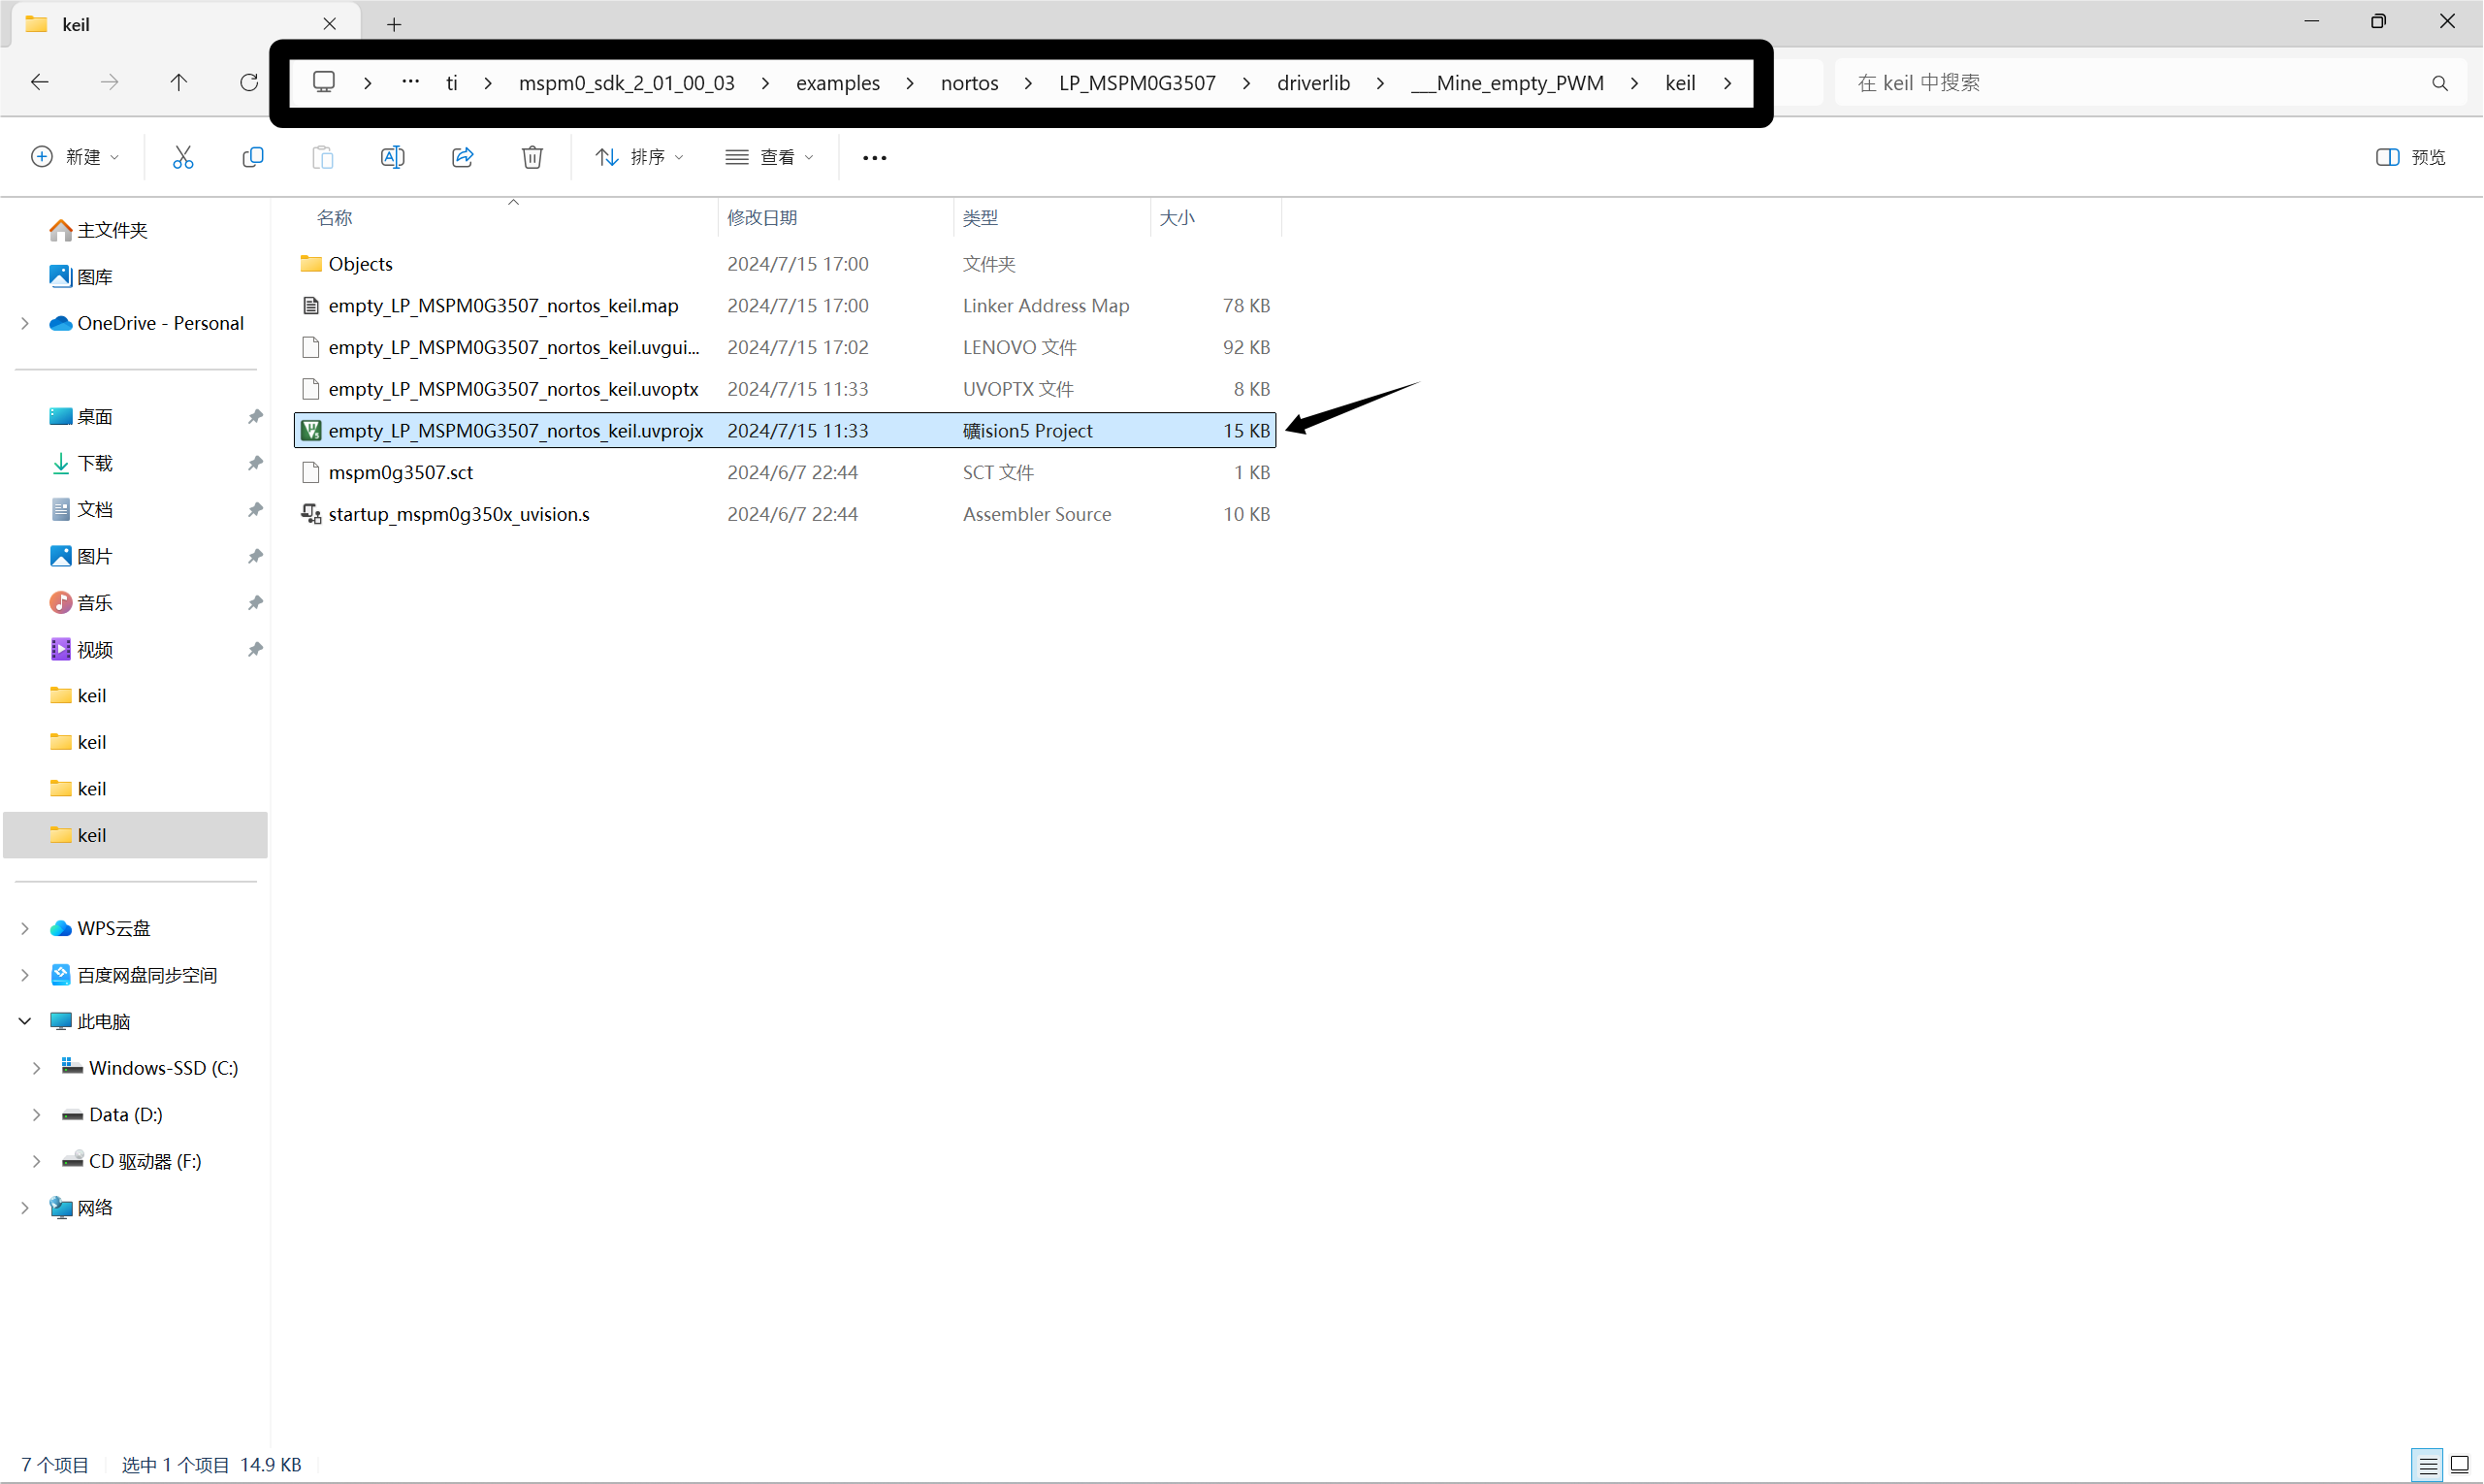 keil
ti > mspm0_sdk_2_01_00_03 > examples > nortos > LP_MSPM0G3507 > driverlib > ___Mine_empty_PWM > keil >
在 keil 中搜索
新建
排序
查看
预览
名称 修改日期 类型 大小
Objects 2024/7/15 17:00 文件夹
empty_LP_MSPM0G3507_nortos_keil.map 2024/7/15 17:00 Linker Address Map 78 KB
empty_LP_MSPM0G3507_nortos_keil.uvgui... 2024/7/15 17:02 LENOVO 文件 92 KB
empty_LP_MSPM0G3507_nortos_keil.uvoptx 2024/7/15 11:33 UVOPTX 文件 8 KB
empty_LP_MSPM0G3507_nortos_keil.uvprojx 2024/7/15 11:33 礦ision5 Project 15 KB
mspm0g3507.sct 2024/6/7 22:44 SCT 文件 1 KB
startup_mspm0g350x_uvision.s 2024/6/7 22:44 Assembler Source 10 KB
主文件夹
图库
OneDrive - Personal
桌面
下载
文档
图片
音乐
视频
keil
keil
keil
keil
WPS云盘
百度网盘同步空间
此电脑
Windows-SSD (C:)
Data (D:)
CD 驱动器 (F:)
网络
7 个项目 选中 1 个项目 14.9 KB